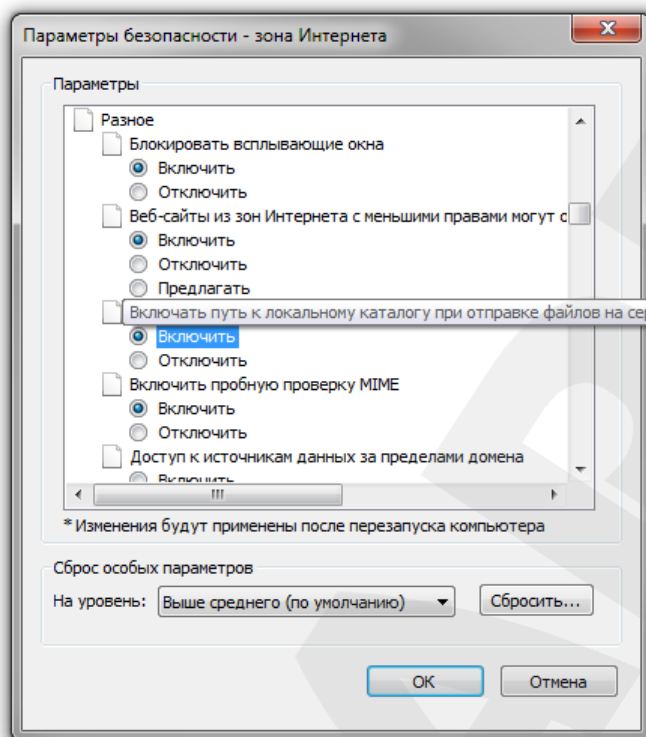 Параметры безопасности - зона Интернета
Параметры
Разное
Блокировать всплывающие окна
Включить
Отключить
Веб-сайты из зон Интернета с меньшими правами могут о
Включить
Отключить
Предлагать
Включать путь к локальному каталогу при отправке файлов на сер
Включить
Отключить
Включить пробную проверку MIME
Включить
Отключить
Доступ к источникам данных за пределами домена
Включить
* Изменения будут применены после перезапуска компьютера
Сброс особых параметров
На уровень: Выше среднего (по умолчанию) Сбросить...
ОК Отмена